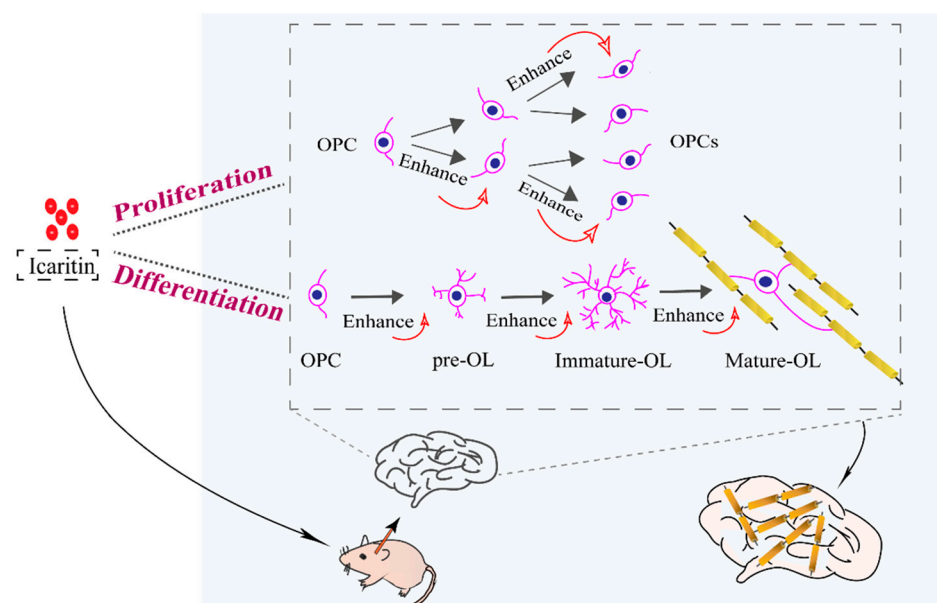 Enhance
OPC
OPCs
Enhance
Enhance
Proliferation
Icaritin
Differentiation
Enhance
Enhance
Enhance
OPC
pre-OL
Immature-OL
Mature-OL